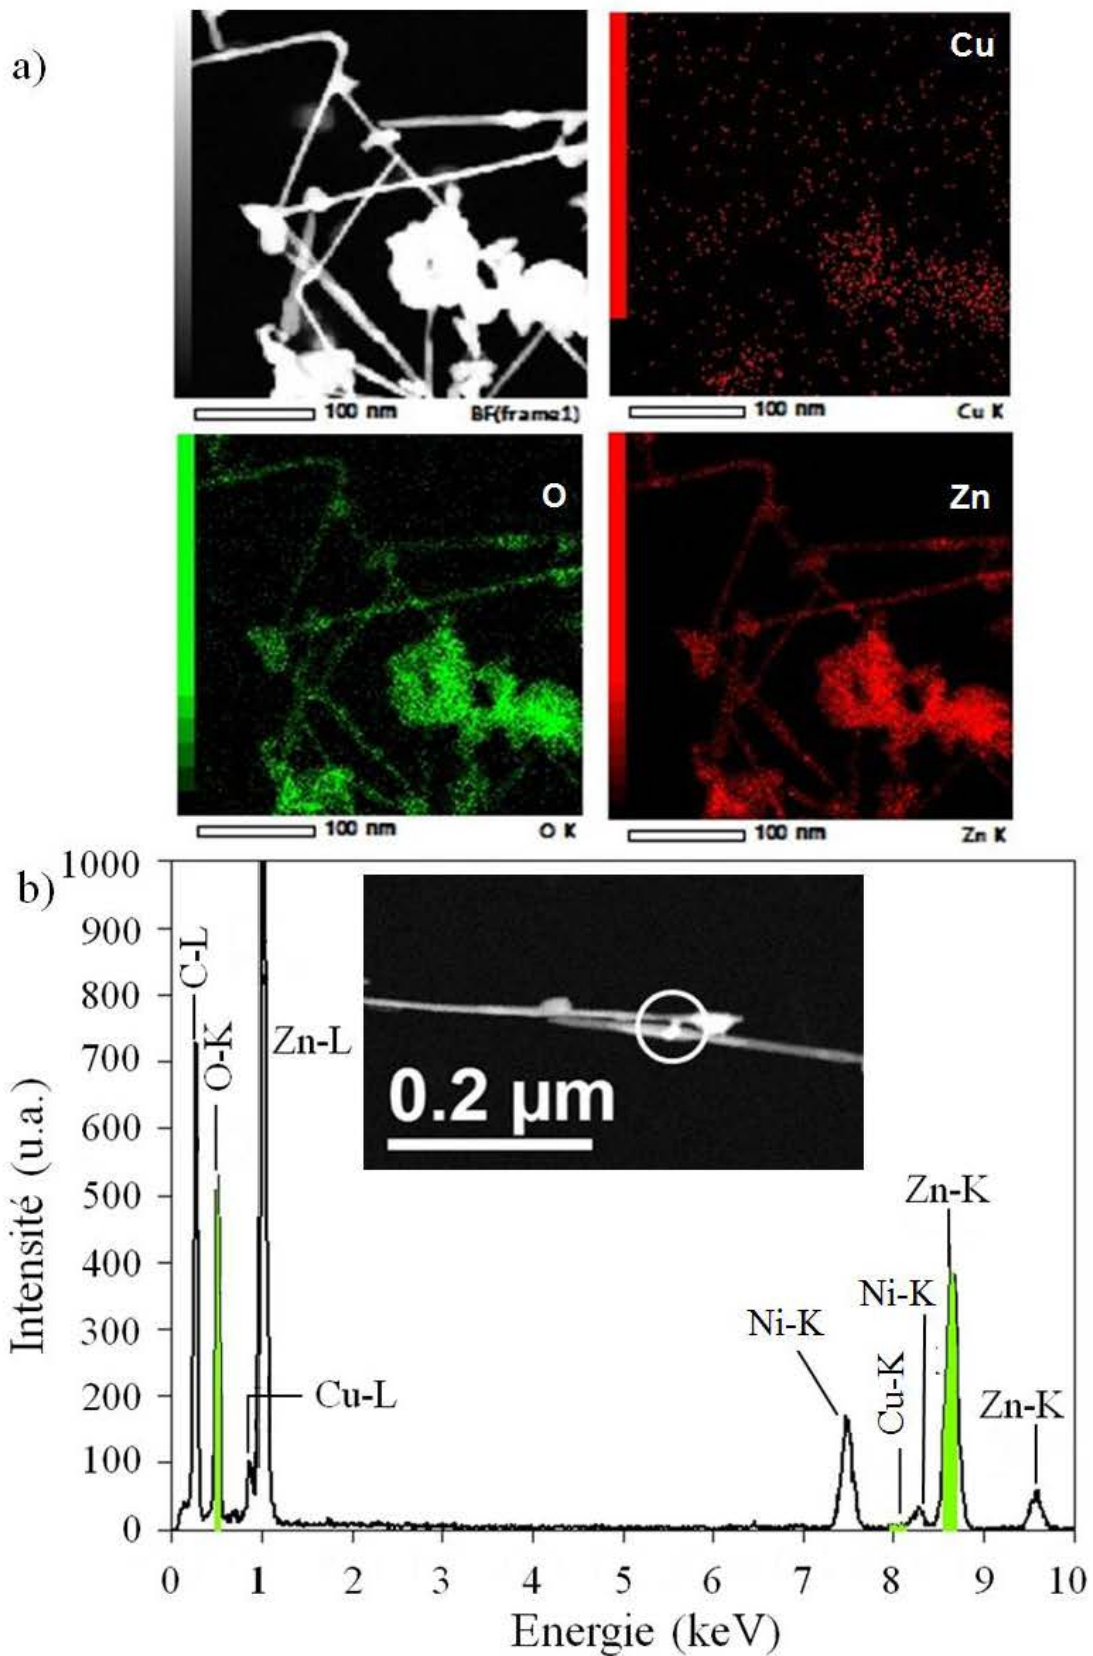 a)
Cu
100 nm BF(frame1)
100 nm Cu K
O
Zn
100 nm O K
100 nm Zn K
b)
1000
900
800
700
600
500
400
300
200
100
0
Intensité (u.a.)
C-L
O-K
Zn-L
Cu-L
0.2 µm
Ni-K
Cu-K
Ni-K
Zn-K
Zn-K
0 1 2 3 4 5 6 7 8 9 10
Energie (keV)